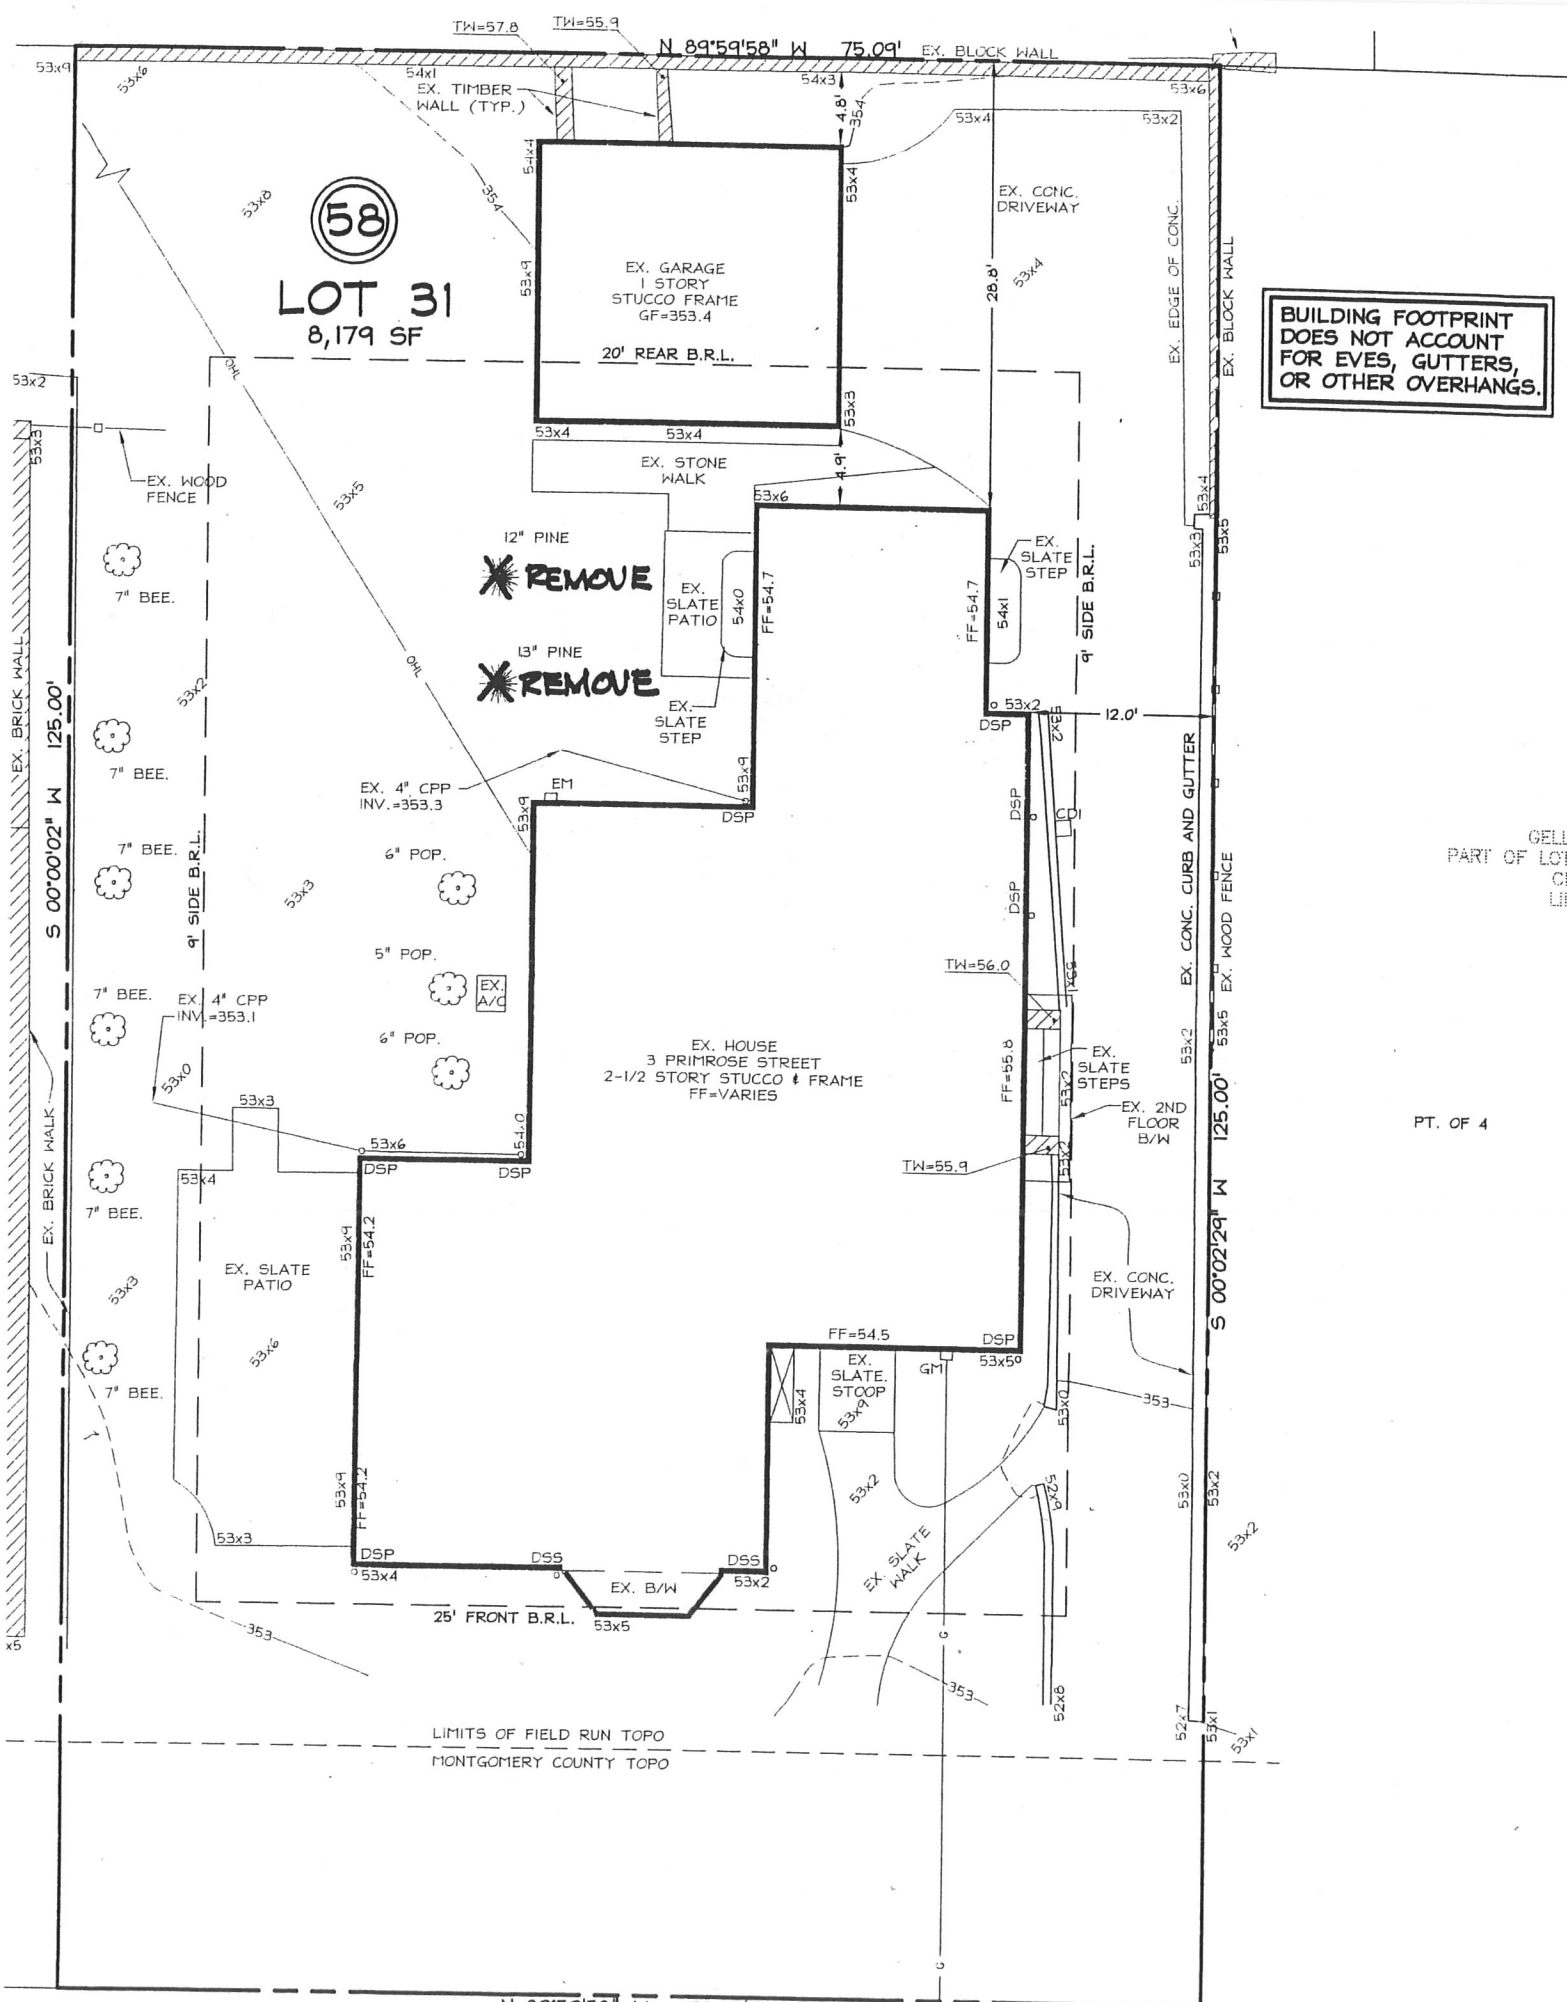 TW=57.8
TW=55.9
N 89°59'58" W 75.09'
EX. BLOCK WALL
53x9
53x6
54x1
EX. TIMBER
WALL (TYP.)
54x3
4.8'
354
53x4
53x2
53x6
54x4
53x8
354
53x4
58
LOT 31
8,179 SF
EX. CONC.
DRIVEWAY
EX. EDGE OF CONC.
EX. BLOCK WALL
53x9
EX. GARAGE
1 STORY
STUCCO FRAME
GF=353.4
28.8'
53x4
BUILDING FOOTPRINT
DOES NOT ACCOUNT
FOR EVES, GUTTERS,
OR OTHER OVERHANGS.
20' REAR B.R.L.
53x2
OHL
53x3
53x3
53x4
53x4
EX. STONE
WALK
4.9'
EX. WOOD
FENCE
53x5
53x6
53x4
53x3
53x5
12" PINE
REMOVE
EX.
SLATE
PATIO
54x0
FF=54.7
FF=54.7
54x1
EX.
SLATE
STEP
9' SIDE B.R.L.
7" BEE.
EX. BRICK WALL
S 00°00'02" W 125.00'
53x2
OHL
13" PINE
REMOVE
EX.
SLATE
STEP
53x2
DSP
53x2
12.0'
7" BEE.
EX. 4" CPP
INV.=353.3
EM
53x9
53x9
DSP
DSP
CDI
EX. CONC. CURB AND GUTTER
7" BEE.
9' SIDE B.R.L.
53x3
6" POP.
DSP
EX. WOOD FENCE
GELL
PART OF LOT
5" POP.
EX.
A/C
TW=56.0
53x1
7" BEE.
EX. 4" CPP
INV.=353.1
53x0
6" POP.
EX. HOUSE
3 PRIMROSE STREET
2-1/2 STORY STUCCO & FRAME
FF=VARIES
FF=55.8
EX.
SLATE
STEPS
53x2
53x2
53x5
EX. 2ND
FLOOR
B/W
PT. OF 4
S 00°02'29" W 125.00'
53x3
53x6
54x0
DSP
DSP
TW=55.9
53x2
53x4
7" BEE.
EX. BRICK WALK
53x9
FF=54.2
EX. SLATE
PATIO
53x3
53x6
EX. CONC.
DRIVEWAY
7" BEE.
FF=54.5
DSP
53x5
GM
EX.
SLATE.
STOOP
53x9
53x4
53x0
353
53x9
FF=54.2
53x2
52x9
53x0
53x2
53x3
53x2
DSP
53x4
DSS
DSS
53x2
EX. B/W
53x5
EX. SLATE
WALK
25' FRONT B.R.L.
x5
353
G
353
52x8
52x7
53x1
53x1
LIMITS OF FIELD RUN TOPO
MONTGOMERY COUNTY TOPO
G